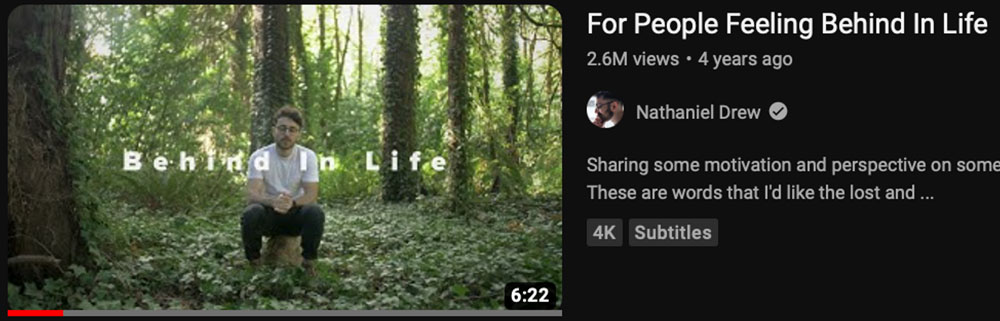 Behind In Life
6:22
For People Feeling Behind In Life
2.6M views • 4 years ago
Nathaniel Drew
Sharing some motivation and perspective on some
These are words that I'd like the lost and ...
4K Subtitles